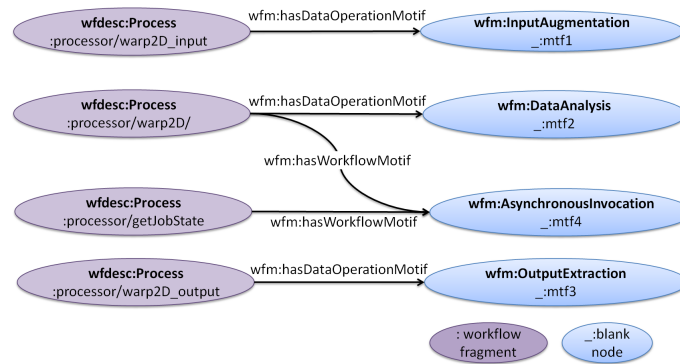 wfm:hasDataOperationMotif
wfdesc:Process
:processor/warp2D_input
wfm:InputAugmentation
_:mtf1
wfm:hasDataOperationMotif
wfdesc:Process
:processor/warp2D/
wfm:DataAnalysis
_:mtf2
wfm:hasWorkflowMotif
wfdesc:Process
:processor/getJobState
wfm:hasWorkflowMotif
wfm:AsynchronousInvocation
_:mtf4
wfm:hasDataOperationMotif
wfdesc:Process
:processor/warp2D_output
wfm:OutputExtraction
_:mtf3
: workflow
fragment
_:blank
node